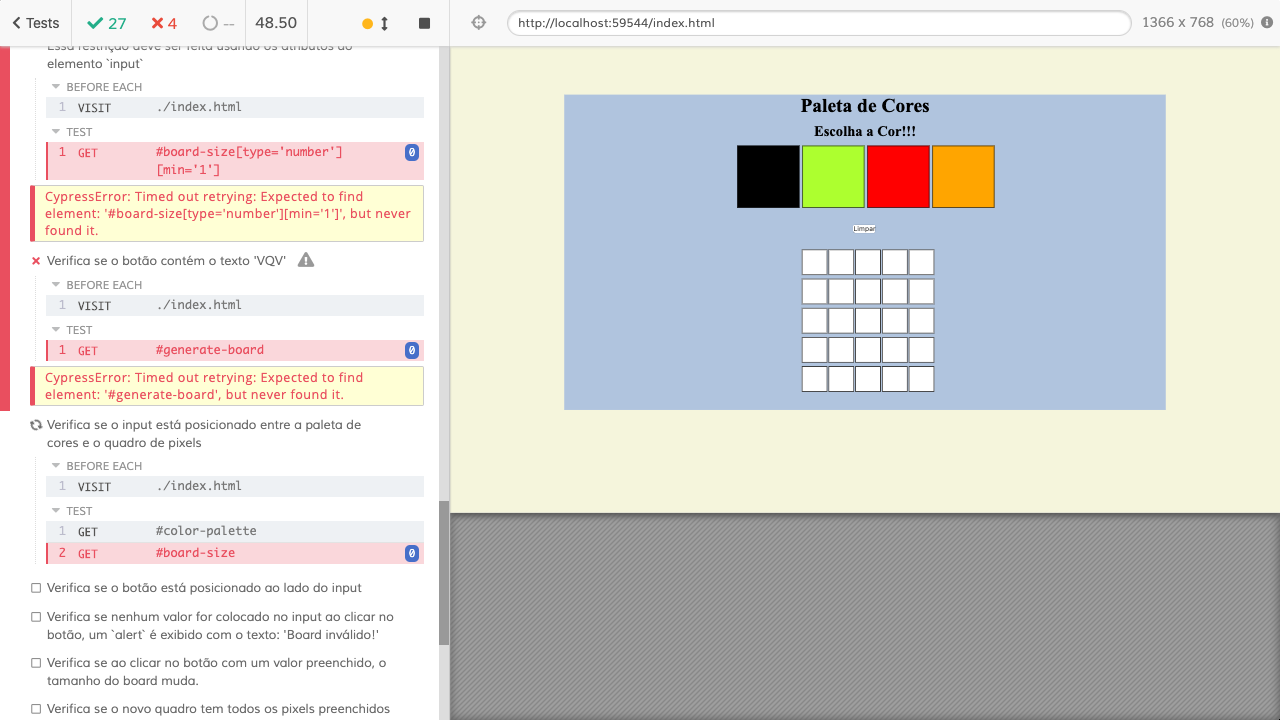 Tests
27
4
--
48.50
http://localhost:59544/index.html
1366 x 768 (60%)
Essa restrição deve ser feita usando os atributos do
elemento `input`
BEFORE EACH
1 VISIT ./index.html
TEST
1 GET #board-size[type='number'] 0
[min='1']
CypressError: Timed out retrying: Expected to find
element: '#board-size[type='number'][min='1']', but never
found it.
Verifica se o botão contém o texto 'VQV'
BEFORE EACH
1 VISIT ./index.html
TEST
1 GET #generate-board 0
CypressError: Timed out retrying: Expected to find
element: '#generate-board', but never found it.
Verifica se o input está posicionado entre a paleta de
cores e o quadro de pixels
BEFORE EACH
1 VISIT ./index.html
TEST
1 GET #color-palette
2 GET #board-size 0
Verifica se o botão está posicionado ao lado do input
Verifica se nenhum valor for colocado no input ao clicar no
botão, um `alert` é exibido com o texto: 'Board inválido!'
Verifica se ao clicar no botão com um valor preenchido, o
tamanho do board muda.
Verifica se o novo quadro tem todos os pixels preenchidos
Paleta de Cores
Escolha a Cor!!!
Limpar